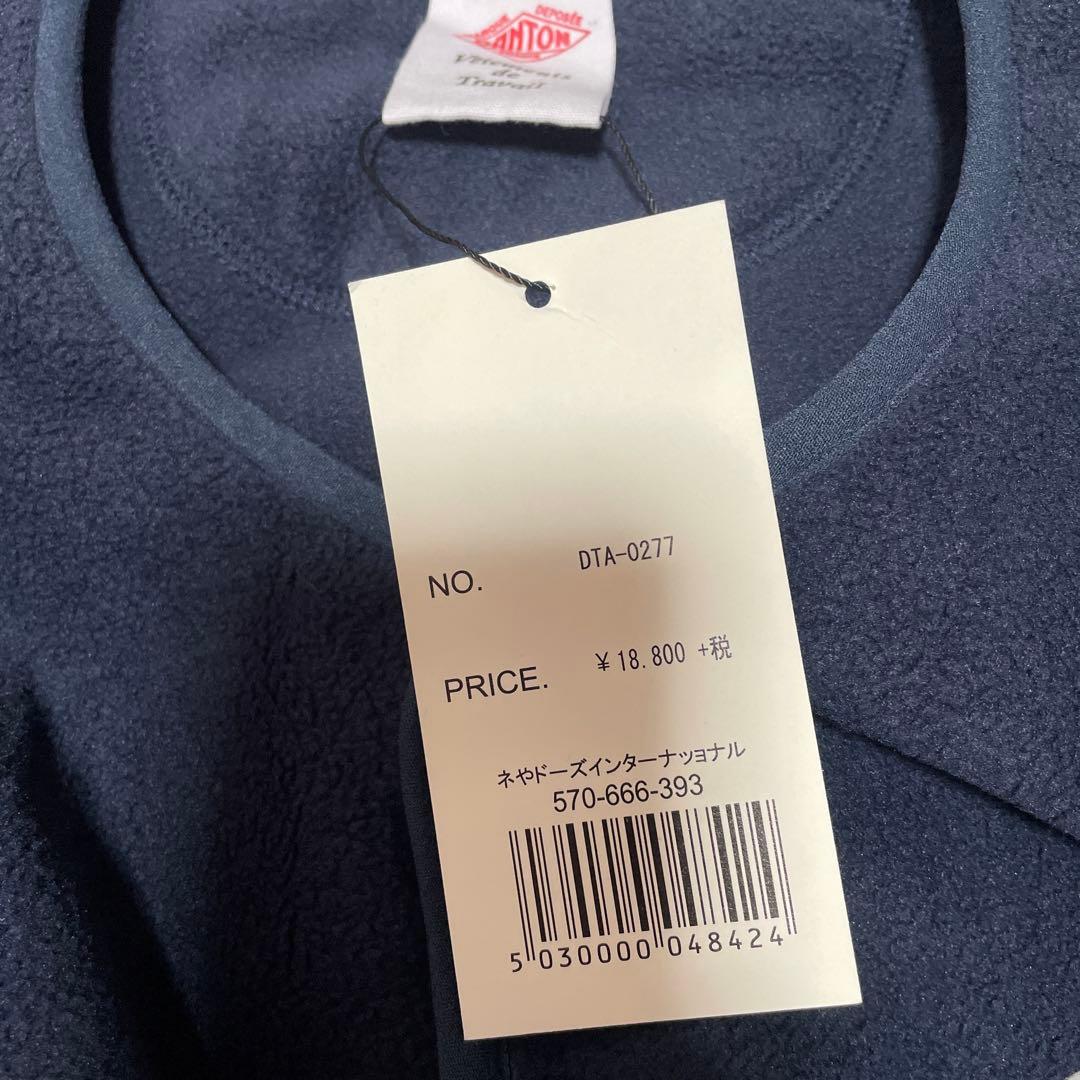 DEPOSÉE
DANTON
Vêtements
de
Travail
NO. DTA-0277
PRICE. ¥18.800 +税
ネやドーズインターナッョナル
570-666-393
5 030000 048424